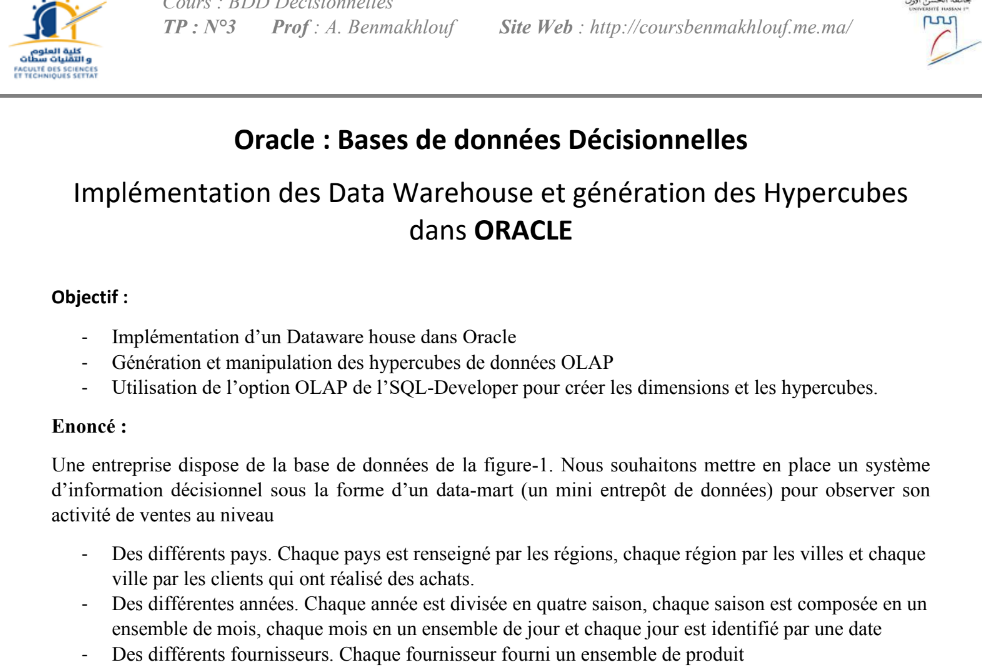 Cours : BDD Décisionnelles
TP : N°3 Prof : A. Benmakhlouf Site Web : http://coursbenmakhlouf.me.ma/
كلية العلوم
و التقنيات سطات
FACULTÉ DES SCIENCES
ET TECHNIQUES SETTAT
جامعة الحسن الأول
UNIVERSITÉ HASSAN 1er
Oracle : Bases de données Décisionnelles
Implémentation des Data Warehouse et génération des Hypercubes
dans ORACLE
Objectif :
- Implémentation d’un Dataware house dans Oracle
- Génération et manipulation des hypercubes de données OLAP
- Utilisation de l’option OLAP de l’SQL-Developer pour créer les dimensions et les hypercubes.
Enoncé :
Une entreprise dispose de la base de données de la figure-1. Nous souhaitons mettre en place un système
d’information décisionnel sous la forme d’un data-mart (un mini entrepôt de données) pour observer son
activité de ventes au niveau
- Des différents pays. Chaque pays est renseigné par les régions, chaque région par les villes et chaque
ville par les clients qui ont réalisé des achats.
- Des différentes années. Chaque année est divisée en quatre saison, chaque saison est composée en un
ensemble de mois, chaque mois en un ensemble de jour et chaque jour est identifié par une date
- Des différents fournisseurs. Chaque fournisseur fourni un ensemble de produit